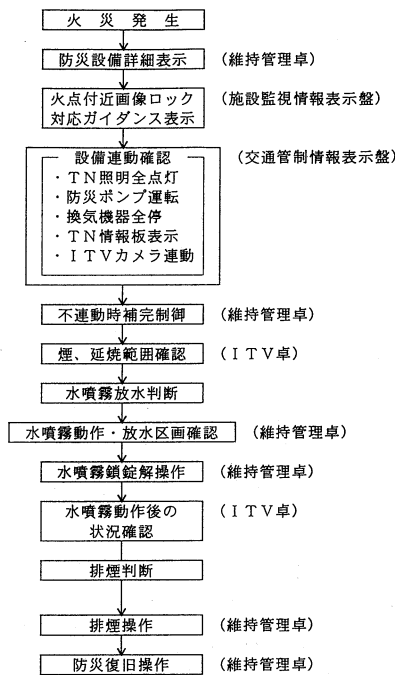 火災発生
防災設備詳細表示 (維持管理卓)
火点付近画像ロック (施設監視情報表示盤)
対応ガイダンス表示
設備連動確認 (交通管制情報表示盤)
・TN照明全点灯
・防災ポンプ運転
・換気機器全停
・TN情報板表示
・ITVカメラ連動
不連動時補完制御 (維持管理卓)
煙、延焼範囲確認 (ITV卓)
水噴霧放水判断
水噴霧動作・放水区画確認 (維持管理卓)
水噴霧鎖錠解操作 (維持管理卓)
水噴霧動作後の (ITV卓)
状況確認
排煙判断
排煙操作 (維持管理卓)
防災復旧操作 (維持管理卓)